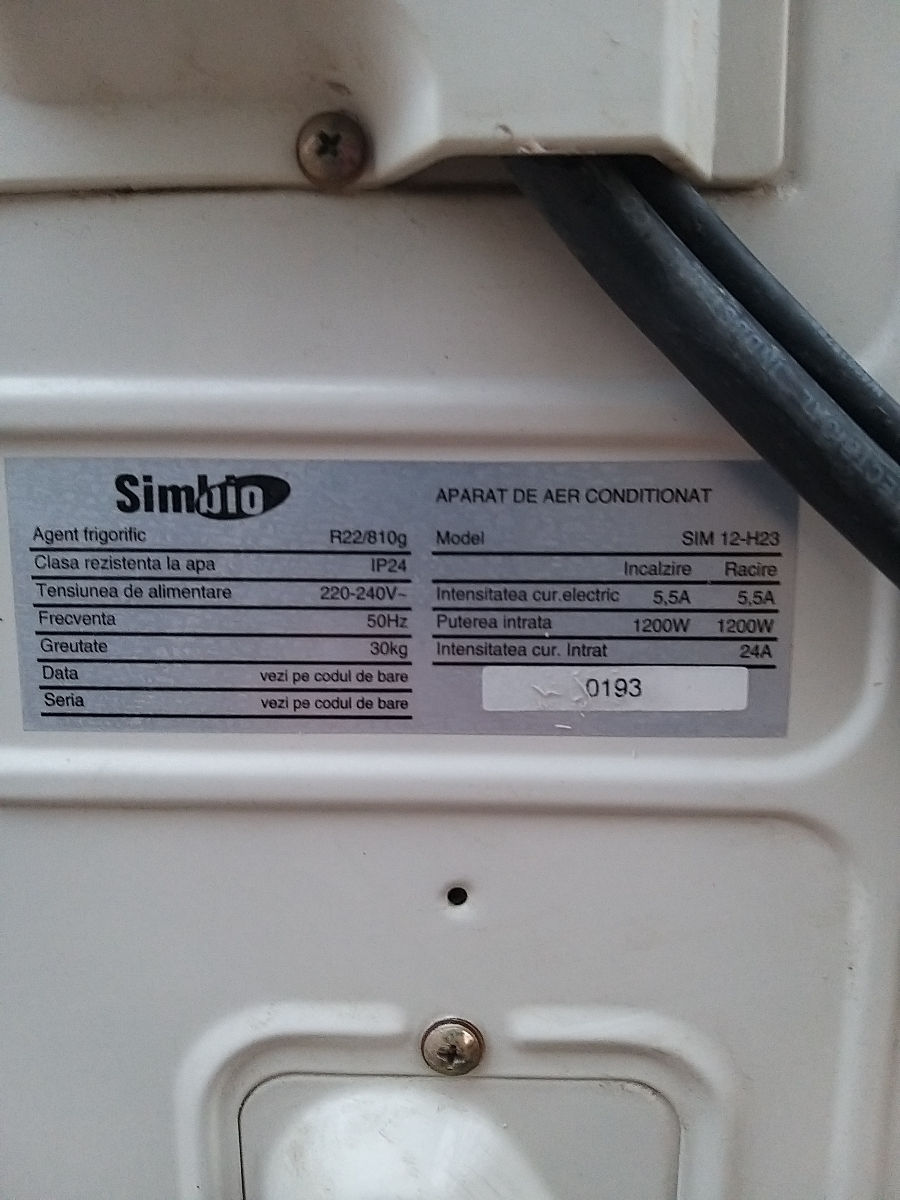 Simbio
Agent frigorific R22/810g
Clasa rezistenta la apa IP24
Tensiunea de alimentare 220-240V~
Frecventa 50Hz
Greutate 30kg
Data vezi pe codul de bare
Seria vezi pe codul de bare
APARAT DE AER CONDITIONAT
Model SIM 12-H23
Incalzire Racire
Intensitatea cur.electric 5,5A 5,5A
Puterea intrata 1200W 1200W
Intensitatea cur. Intrat 24A
0193